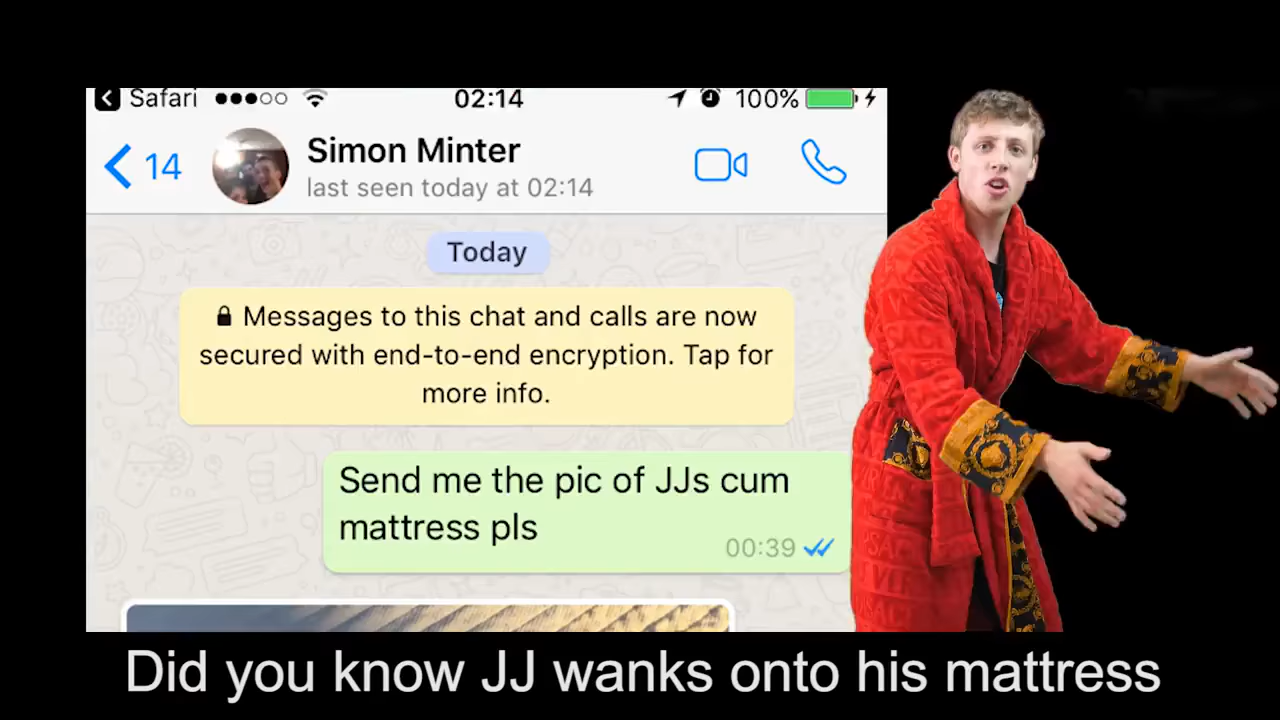 Safari 02:14 100%
14 Simon Minter
last seen today at 02:14
Today
Messages to this chat and calls are now
secured with end-to-end encryption. Tap for
more info.
Send me the pic of JJs cum
mattress pls
00:39
Did you know JJ wanks onto his mattress